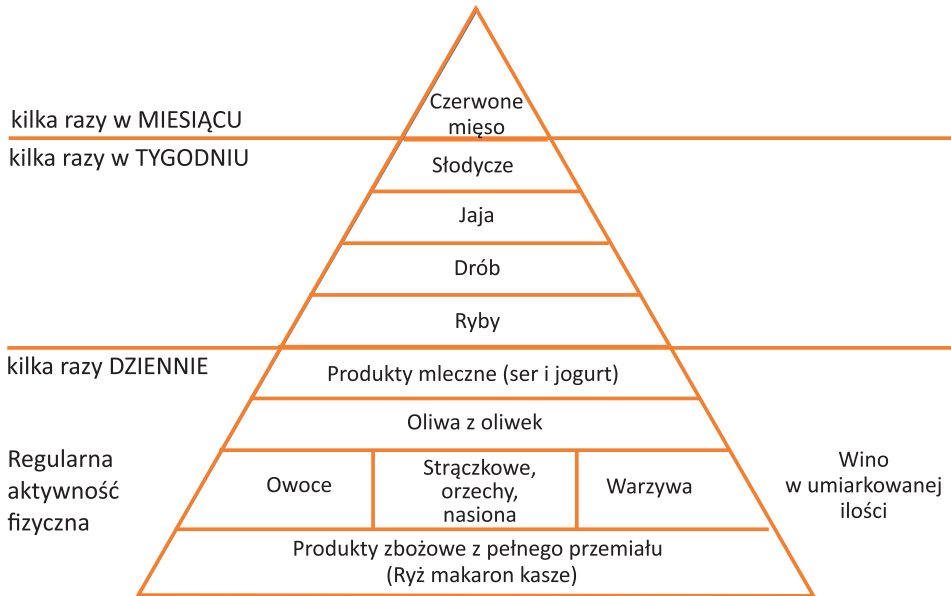 Czerwone
mięso
kilka razy w MIESIĄCU
kilka razy w TYGODNIU
Słodycze
Jaja
Drób
Ryby
kilka razy DZIENNIE
Produkty mleczne (ser i jogurt)
Oliwa z oliwek
Regularna
aktywność
fizyczna
Owoce
Strączkowe,
orzechy,
nasiona
Warzywa
Wino
w umiarkowanej
ilości
Produkty zbożowe z pełnego przemiału
(Ryż makaron kasze)